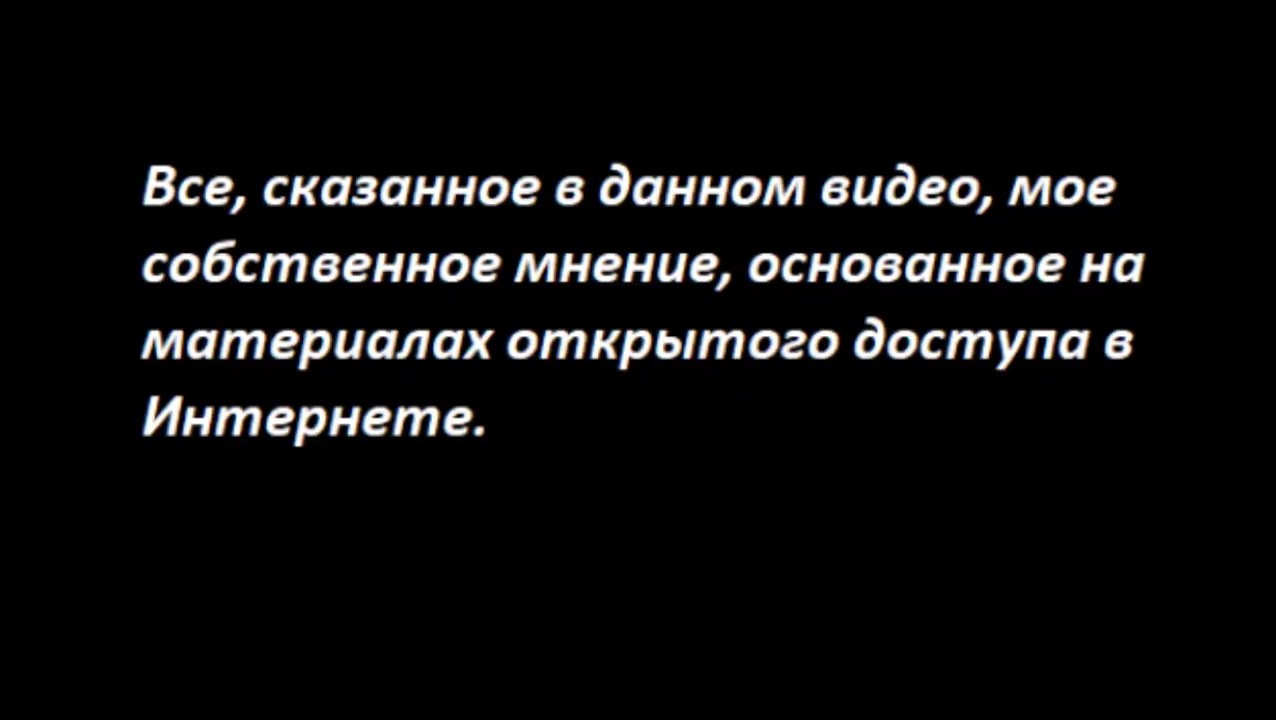 Все, сказанное в данном видео, мое
собственное мнение, основанное на
материалах открытого доступа в
Интернете.